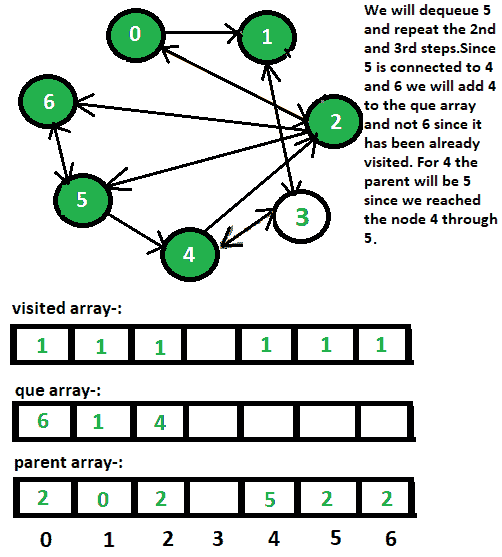 We will dequeue 5
and repeat the 2nd
and 3rd steps.Since
5 is connected to 4
and 6 we will add 4
to the que array
and not 6 since it
has been already
visited. For 4 the
parent will be 5
since we reached
the node 4 through
5.
0
1
6
2
5
3
4
visited array-:
1 1 1 1 1 1
que array-:
6 1 4
parent array-:
2 0 2 5 2 2
0 1 2 3 4 5 6